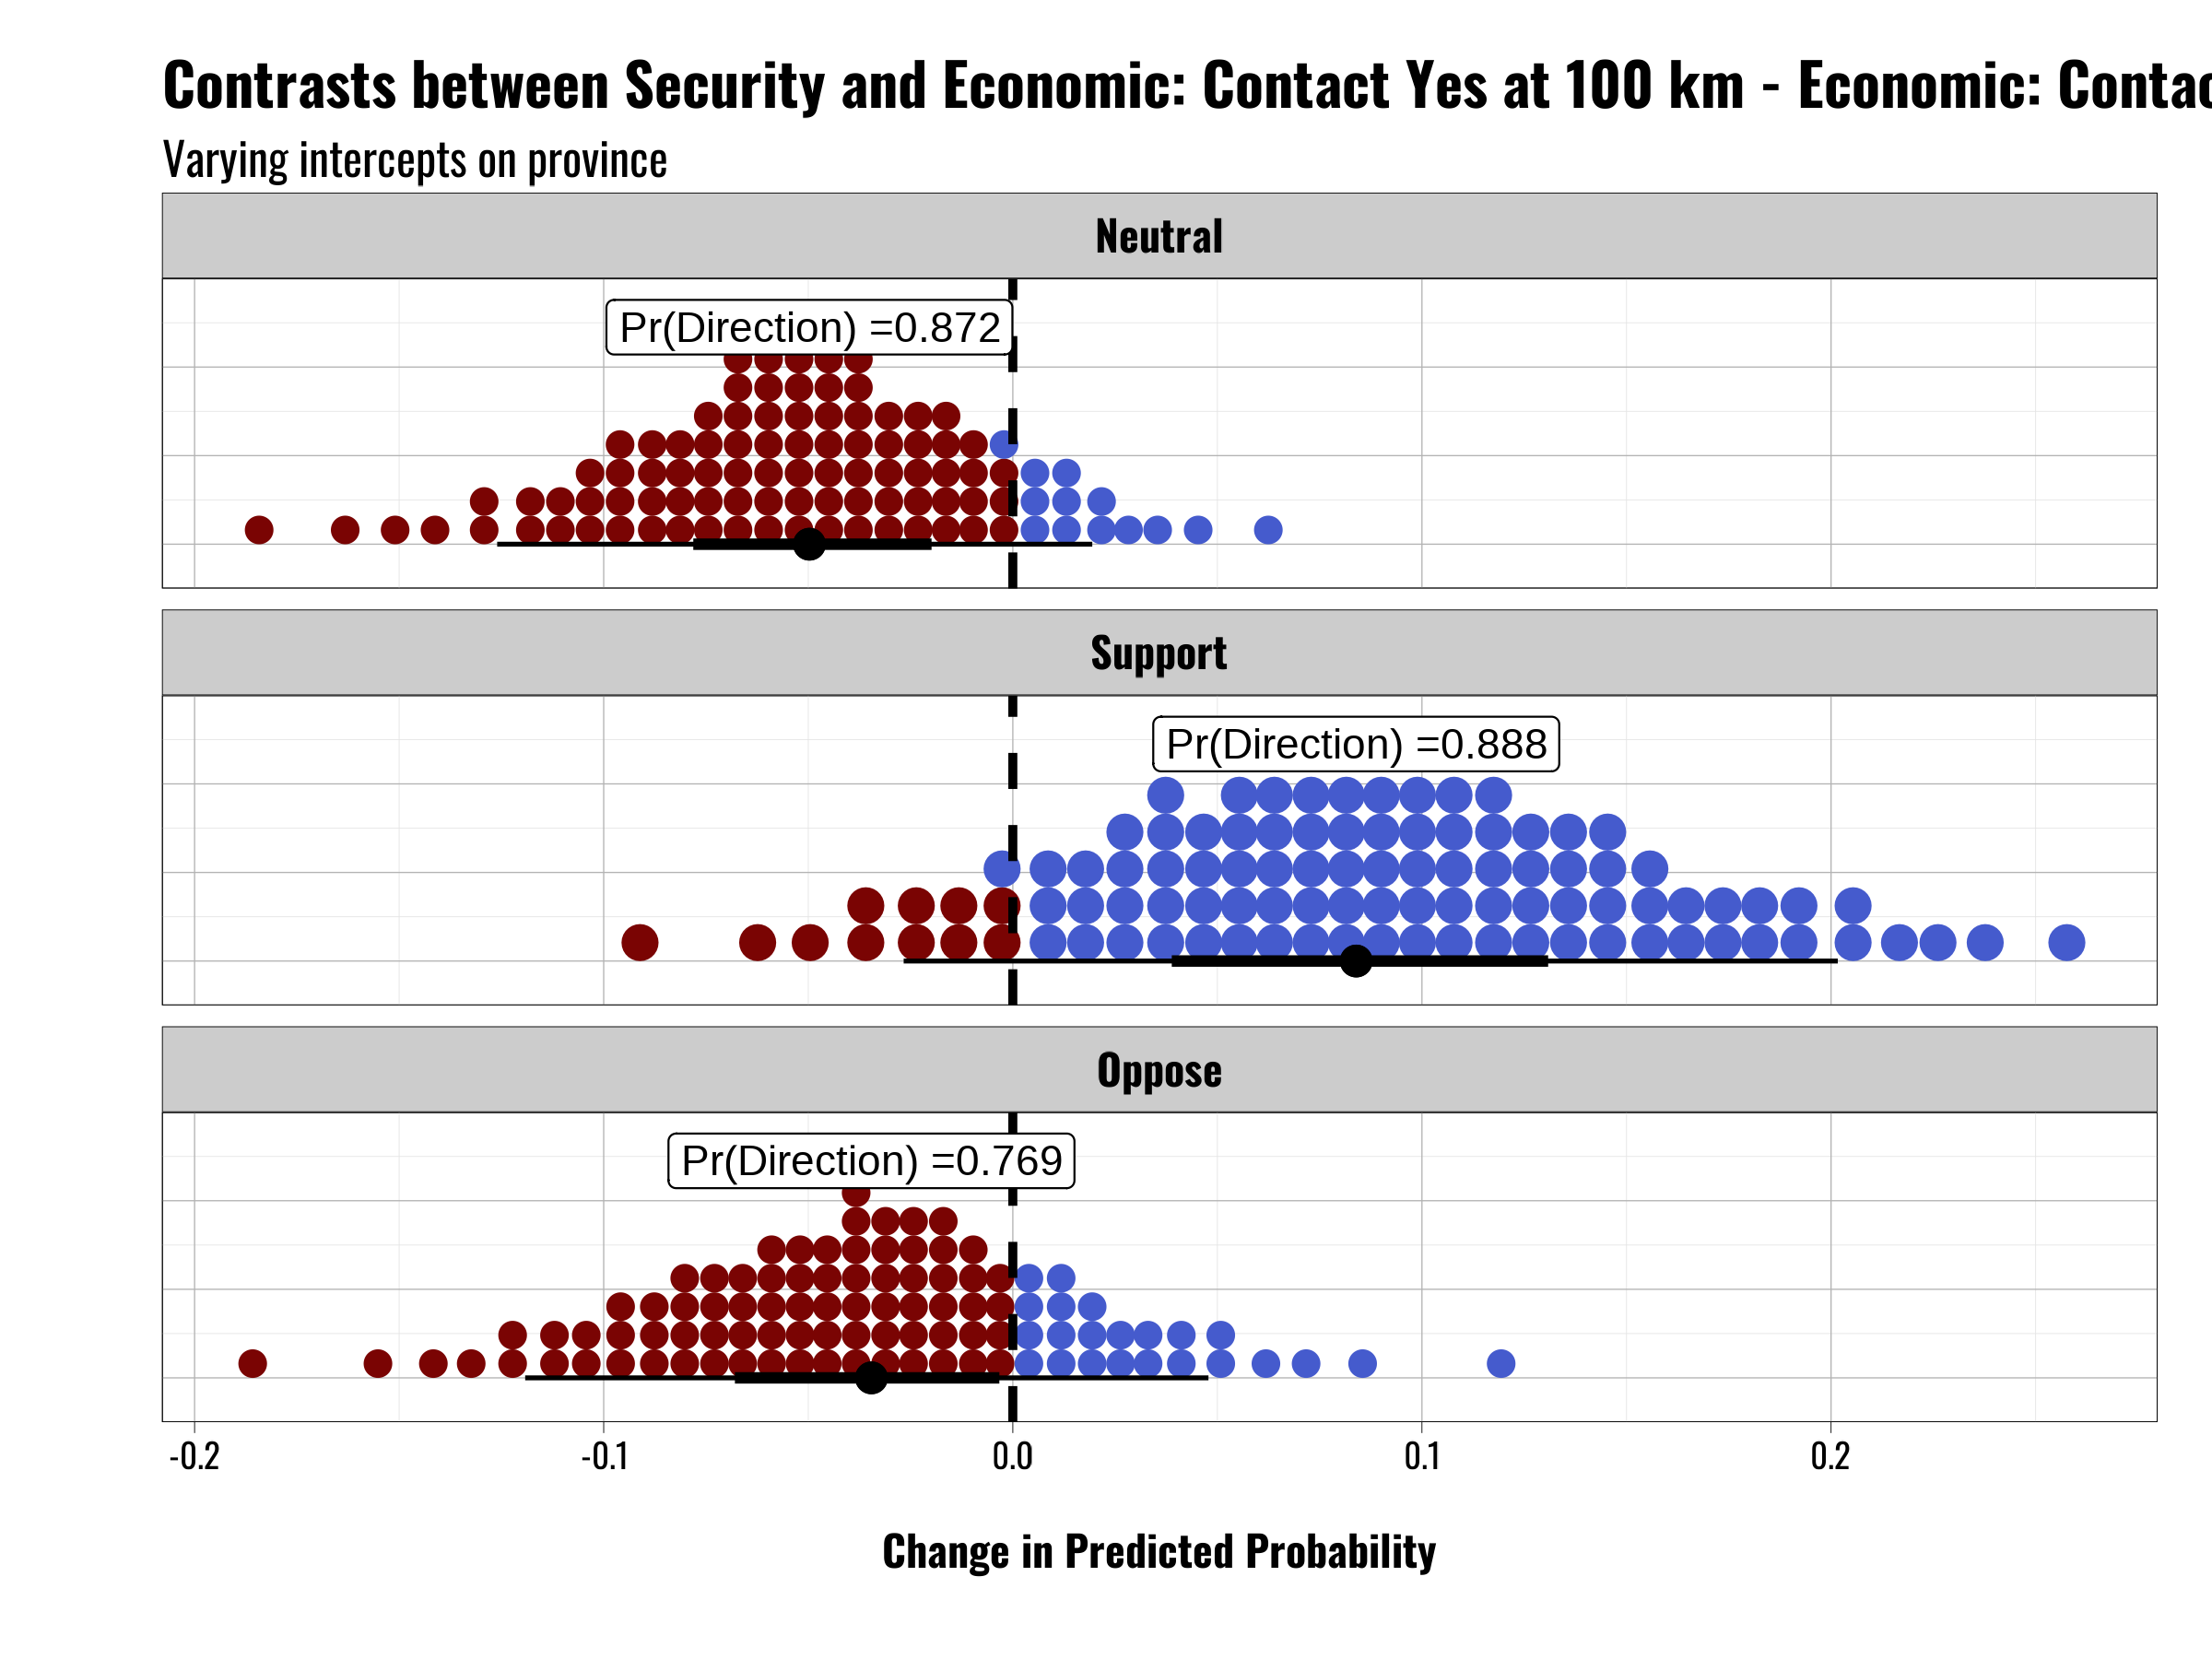 Contrasts between Security and Economic: Contact Yes at 100 km - Economic:
Varying intercepts on province
Neutral
Pr(Direction) =0.872
Support
Pr(Direction) =0.888
Oppose
Pr(Direction) =0.769
-0.2 -0.1 0.0 0.1 0.2
Change in Predicted Probability